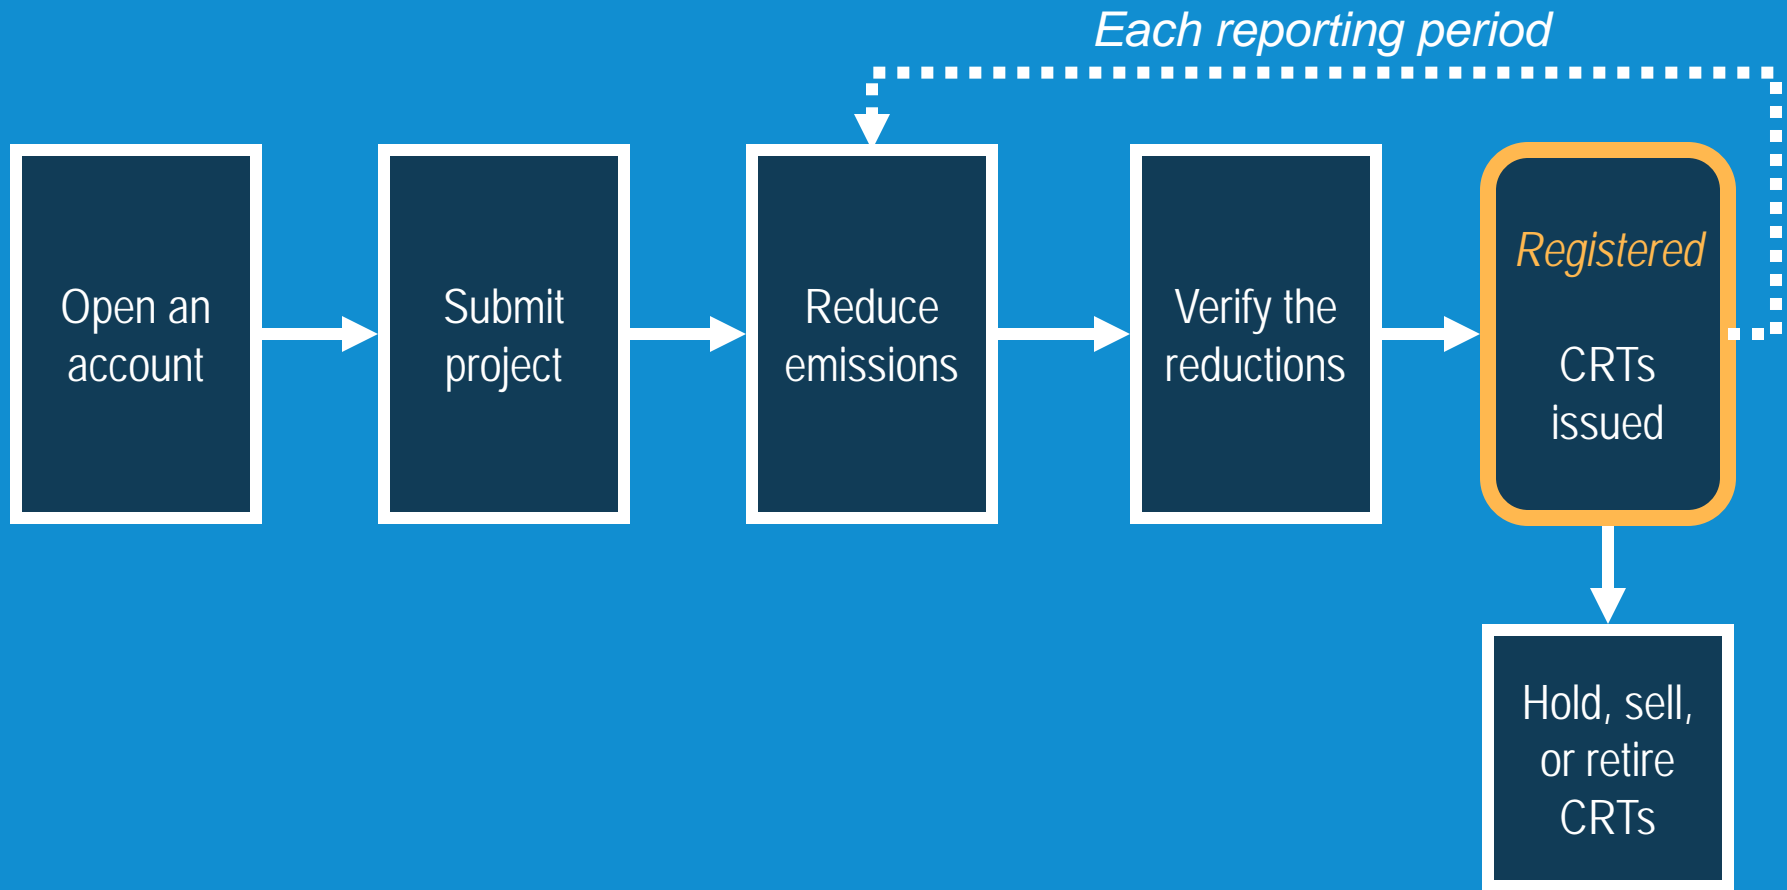 Each reporting period
Open an
account
Submit
project
Reduce
emissions
Verify the
reductions
Registered
CRTs
issued
Hold, sell,
or retire
CRTs